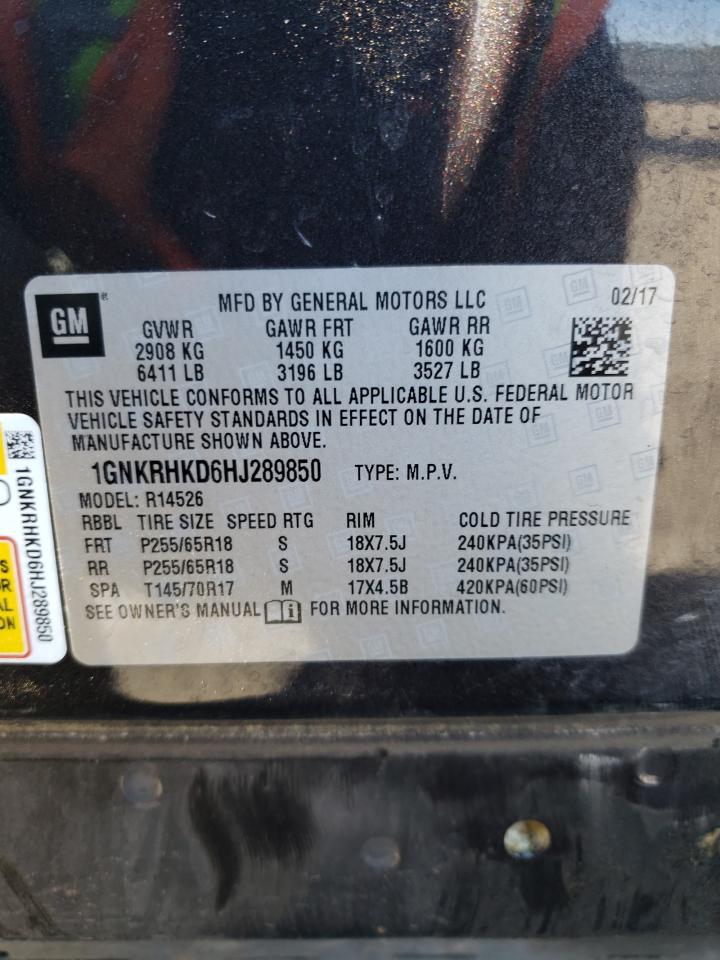 GM ®
MFD BY GENERAL MOTORS LLC 02/17
GVWR GAWR FRT GAWR RR
2908 KG 1450 KG 1600 KG
6411 LB 3196 LB 3527 LB
THIS VEHICLE CONFORMS TO ALL APPLICABLE U.S. FEDERAL MOTOR
VEHICLE SAFETY STANDARDS IN EFFECT ON THE DATE OF
MANUFACTURE SHOWN ABOVE.
1GNKRHKD6HJ289850 TYPE: M.P.V.
MODEL: R14526
RBBL TIRE SIZE SPEED RTG RIM COLD TIRE PRESSURE
FRT P255/65R18 S 18X7.5J 240KPA(35PSI)
RR P255/65R18 S 18X7.5J 240KPA(35PSI)
SPA T145/70R17 M 17X4.5B 420KPA(60PSI)
SEE OWNER'S MANUAL i FOR MORE INFORMATION.
1GNKRHKD6HJ289850